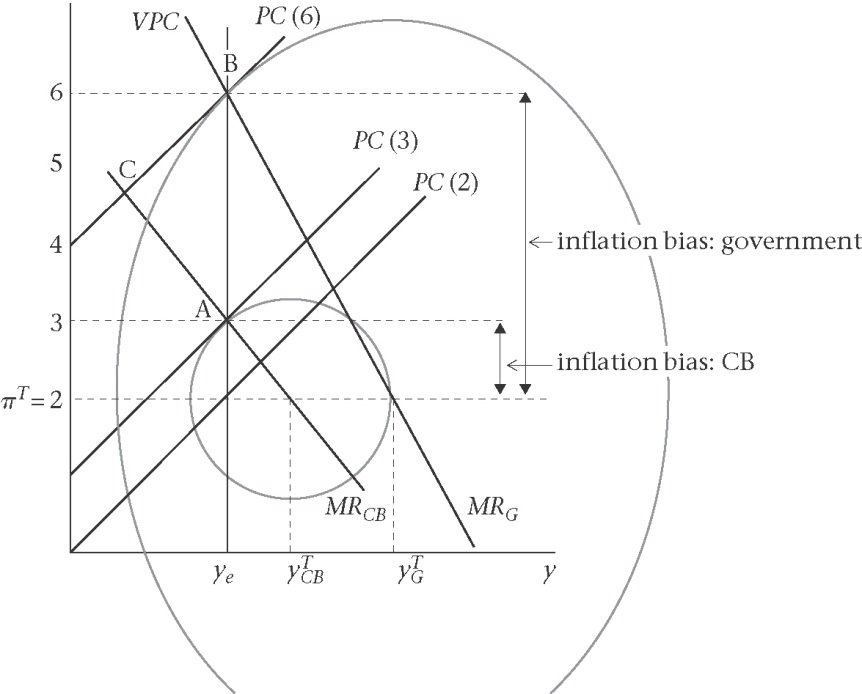 VPC
PC (6)
B
6
PC (3)
5
C
PC (2)
4
inflation bias: government
A
3
inflation bias: CB
π^T = 2
MR_CB
MR_G
y_e
y^T_CB
y^T_G
y